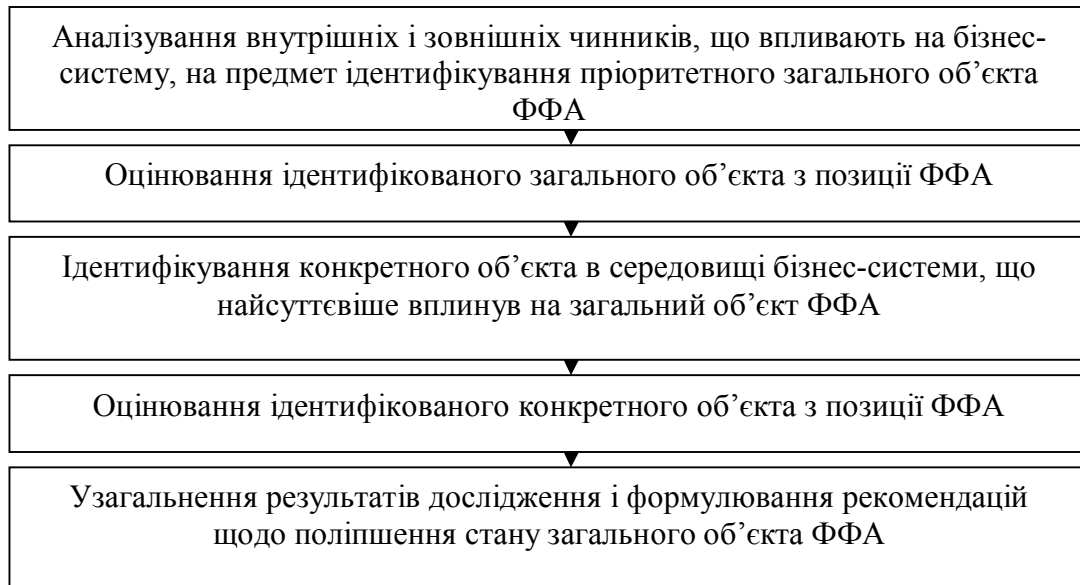 Аналізування внутрішніх і зовнішніх чинників, що впливають на бізнес-
систему, на предмет ідентифікування пріоритетного загального об’єкта
ФФА
Оцінювання ідентифікованого загального об’єкта з позиції ФФА
Ідентифікування конкретного об’єкта в середовищі бізнес-системи, що
найсуттєвіше вплинув на загальний об’єкт ФФА
Оцінювання ідентифікованого конкретного об’єкта з позиції ФФА
Узагальнення результатів дослідження і формулювання рекомендацій
щодо поліпшення стану загального об’єкта ФФА